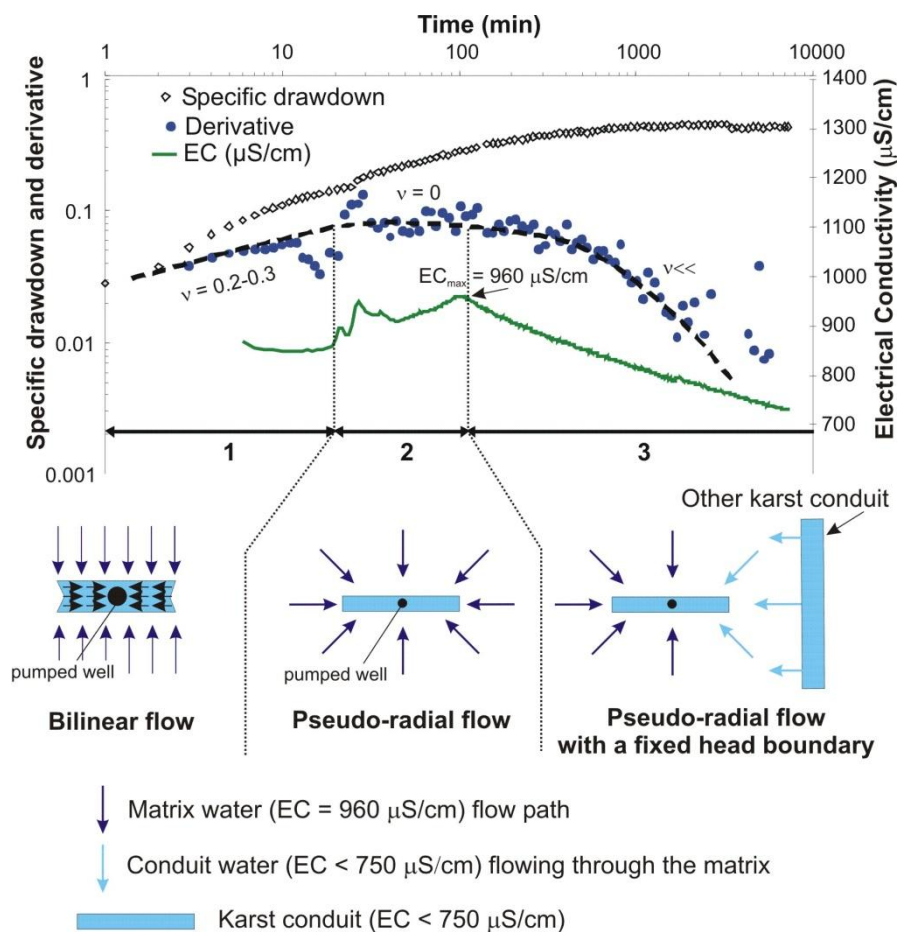 Time (min)
1 10 100 1000 10000
Specific drawdown and derivative
1
0.1
0.01
0.001
Electrical Conductivity (µS/cm)
1400
1300
1200
1100
1000
900
800
700
Specific drawdown
Derivative
EC (µS/cm)
ν = 0
ν = 0.2-0.3
ECmax = 960 µS/cm
ν<<
1 2 3
Other karst conduit
pumped well
pumped well
Bilinear flow
Pseudo-radial flow
Pseudo-radial flow
with a fixed head boundary
Matrix water (EC = 960 µS/cm) flow path
Conduit water (EC < 750 µS/cm) flowing through the matrix
Karst conduit (EC < 750 µS/cm)